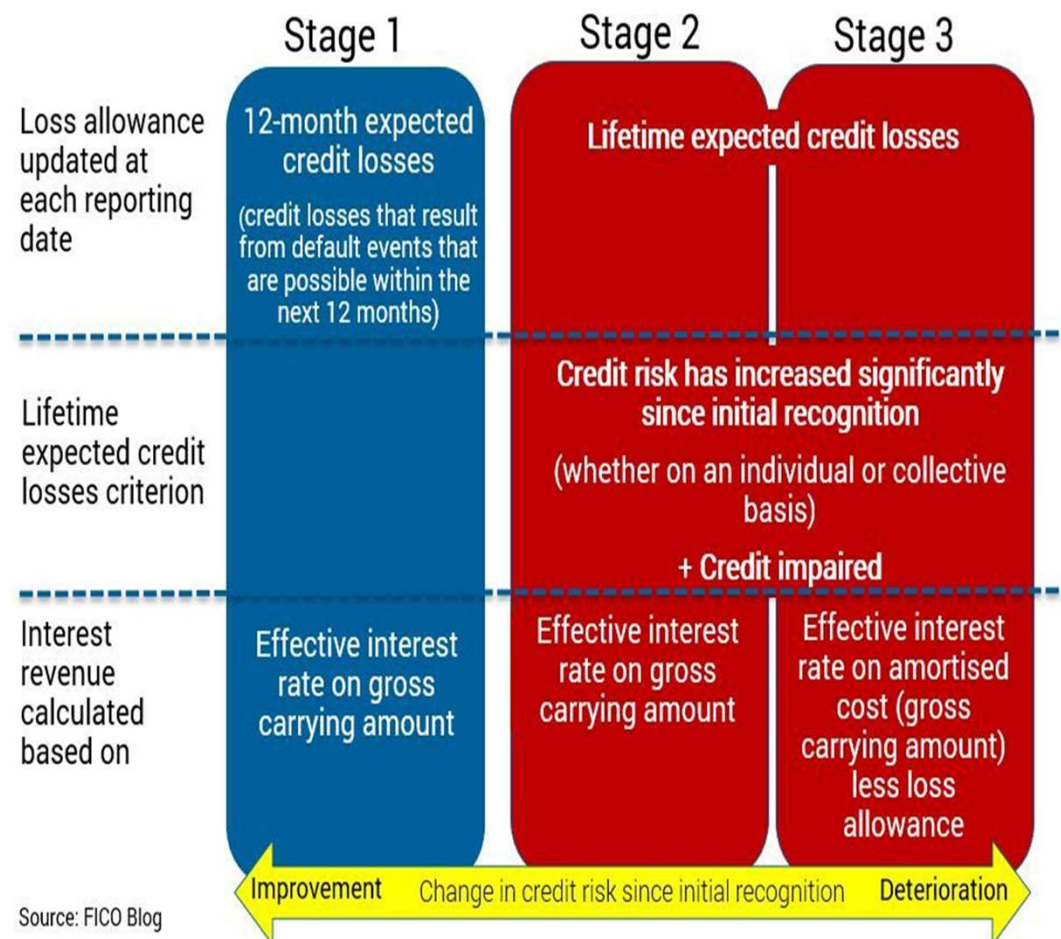 Stage 1
Stage 2
Stage 3
Loss allowance
updated at
each reporting
date
12-month expected
credit losses
(credit losses that result
from default events that
are possible within the
next 12 months)
Lifetime expected credit losses
Lifetime
expected credit
losses criterion
Credit risk has increased significantly
since initial recognition
(whether on an individual or collective
basis)
+ Credit impaired
Interest
revenue
calculated
based on
Effective interest
rate on gross
carrying amount
Effective interest
rate on gross
carrying amount
Effective interest
rate on amortised
cost (gross
carrying amount)
less loss
allowance
Improvement
Change in credit risk since initial recognition
Deterioration
Source: FICO Blog